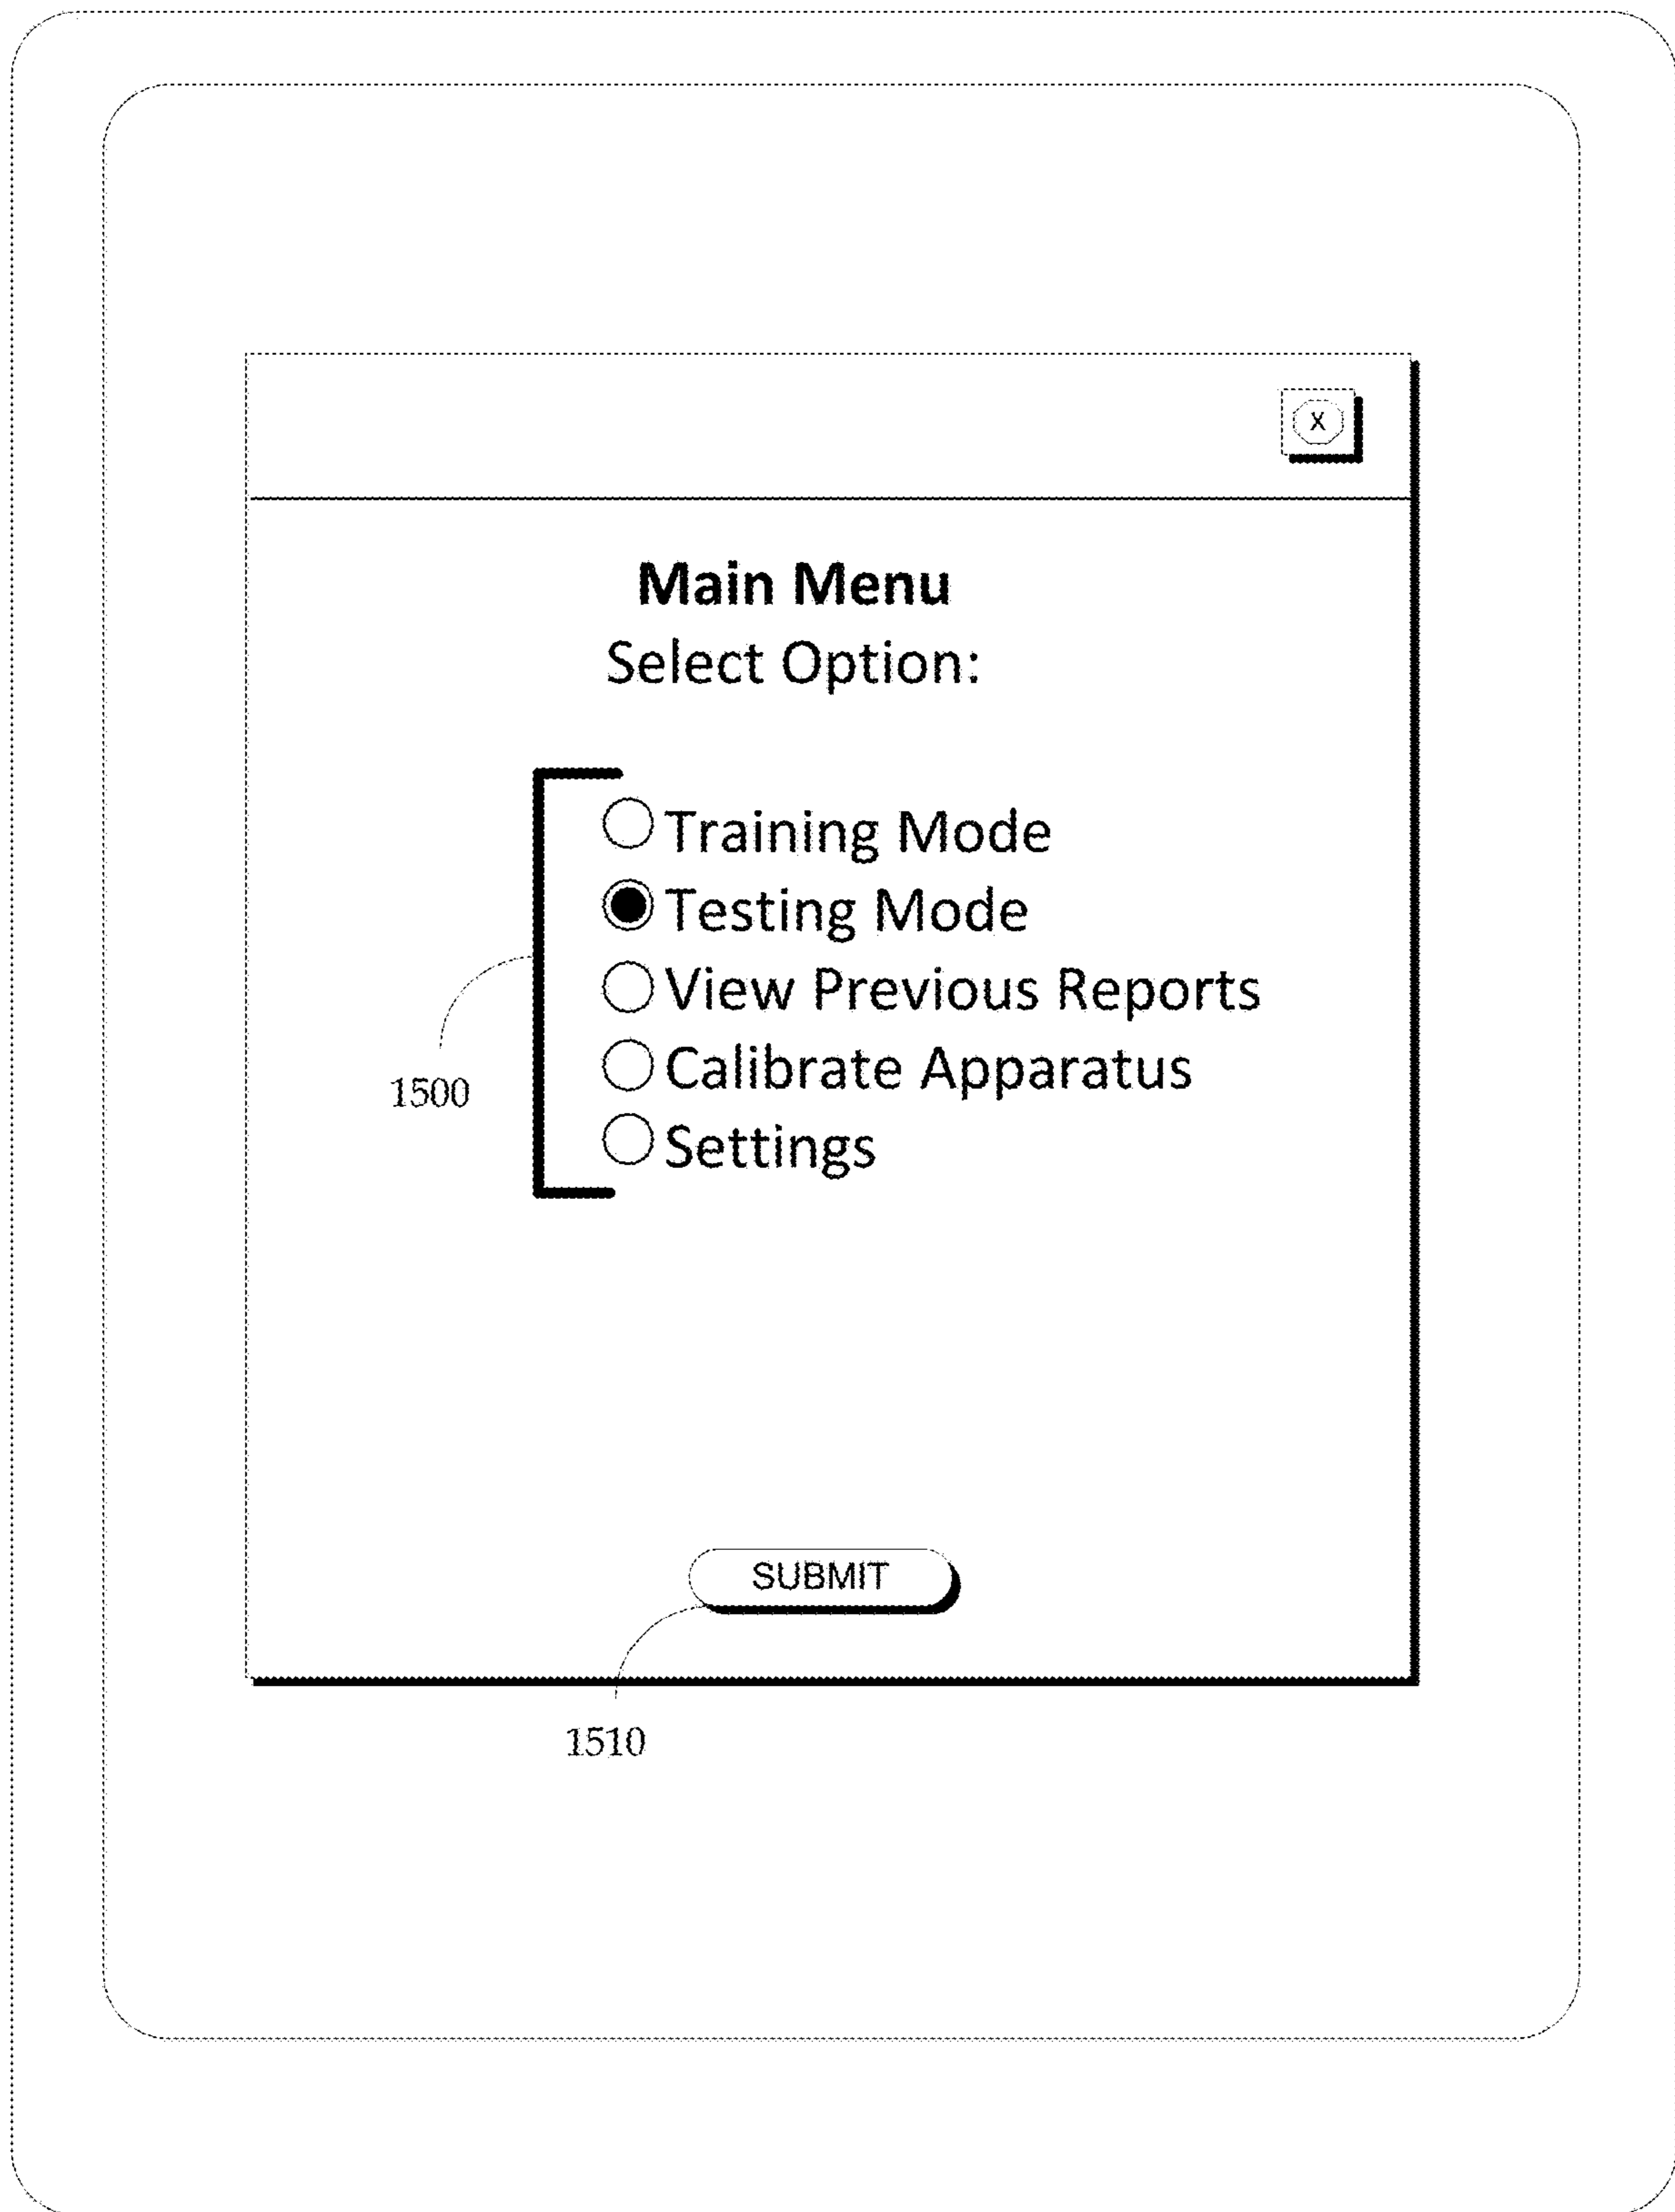 X
Main Menu
Select Option:
Training Mode
Testing Mode
View Previous Reports
Calibrate Apparatus
1500
Settings
SUBMIT
1510